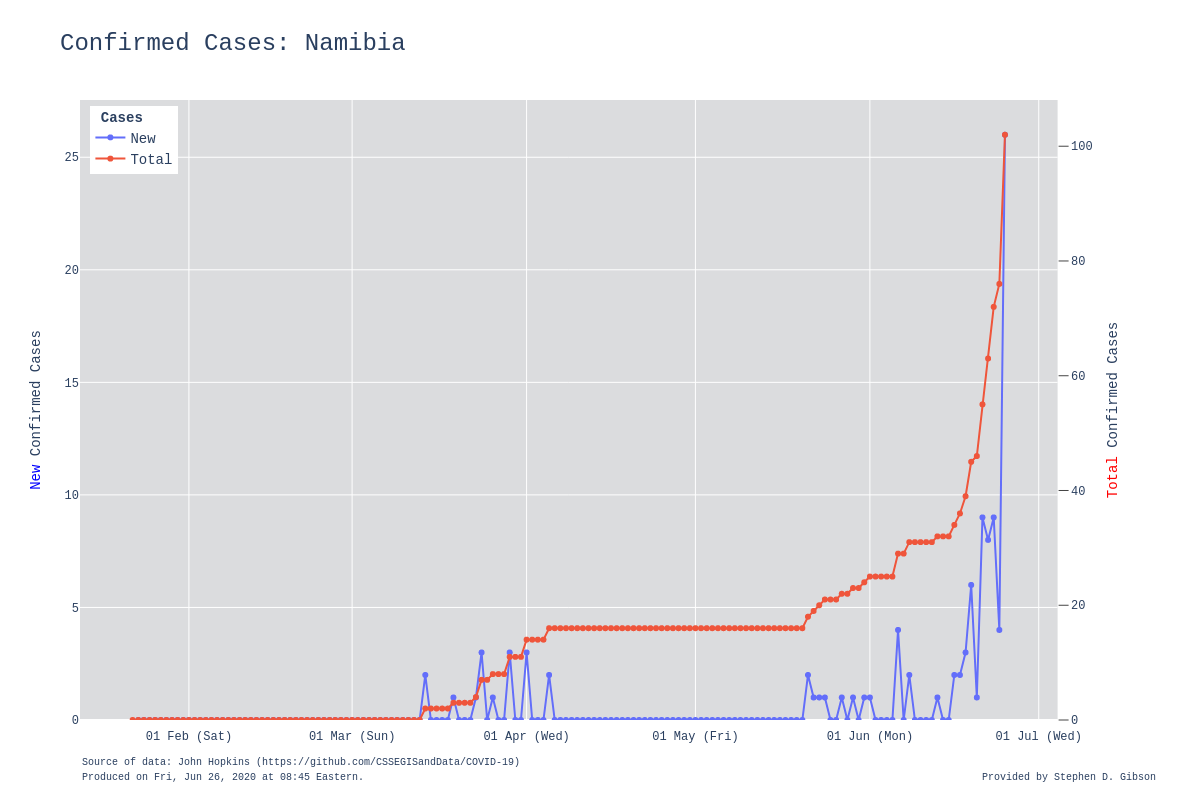 Confirmed Cases: Namibia
Cases
New
Total
25
20
15
10
5
0
100
80
60
40
20
0
New Confirmed Cases
Total Confirmed Cases
01 Feb (Sat)
01 Mar (Sun)
01 Apr (Wed)
01 May (Fri)
01 Jun (Mon)
01 Jul (Wed)
Source of data: John Hopkins (https://github.com/CSSEGISandData/COVID-19)
Produced on Fri, Jun 26, 2020 at 08:45 Eastern.
Provided by Stephen D. Gibson